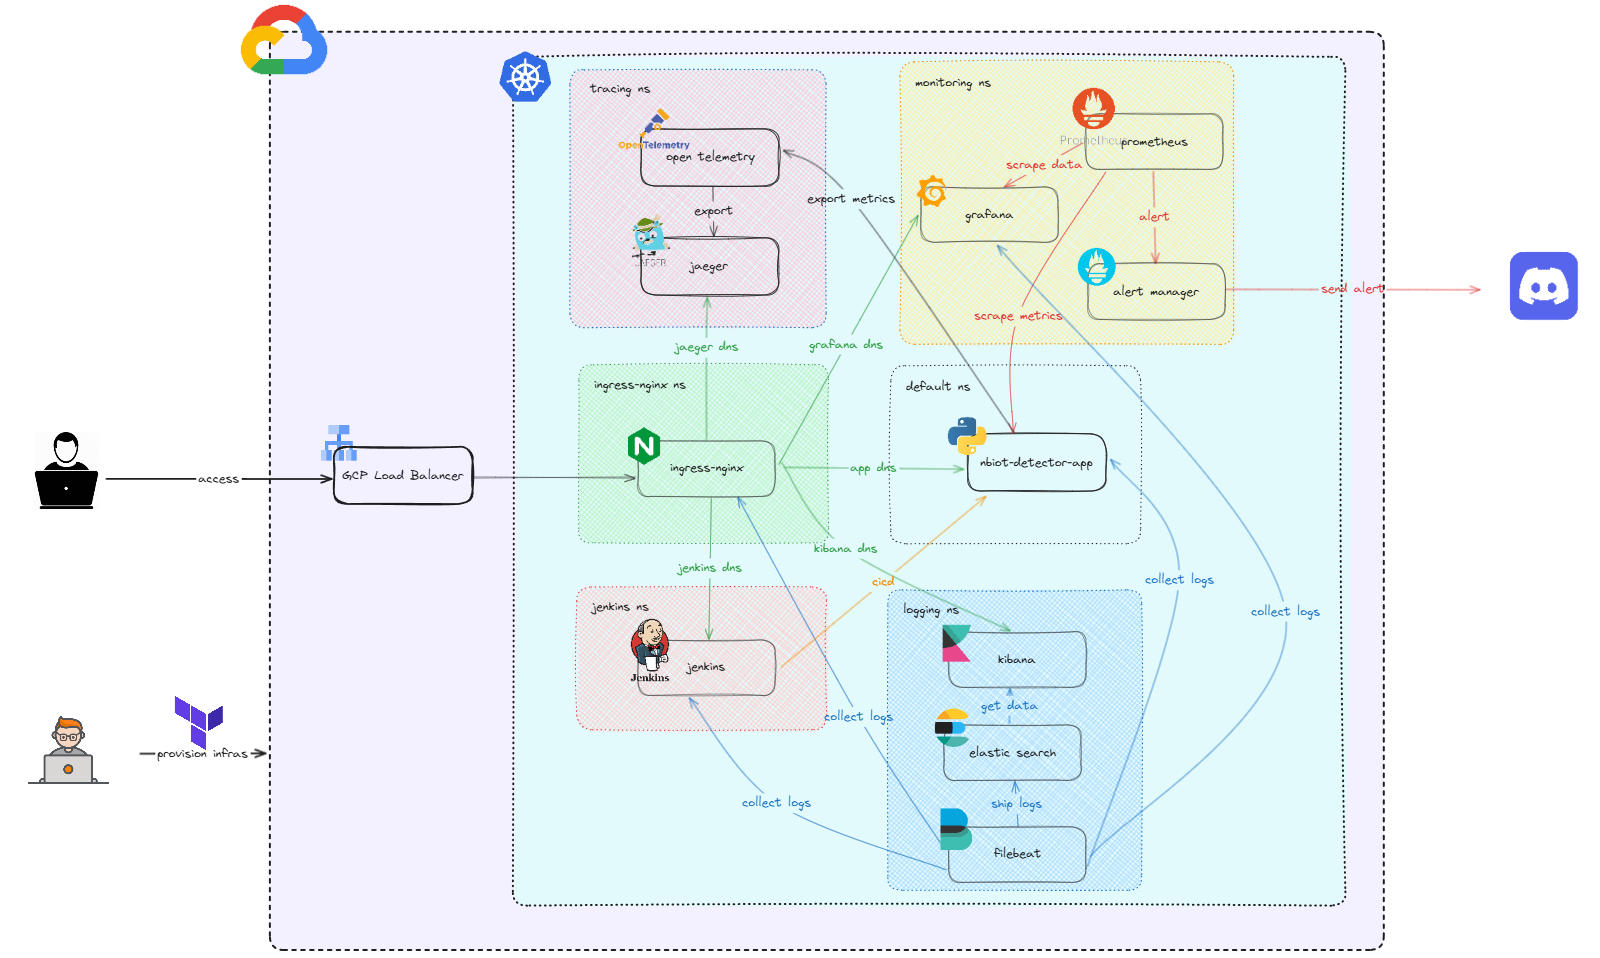 tracing ns
OpenTelemetry
open telemetry
export
JAEGER
jaeger
export metrics
monitoring ns
Prometheus
prometheus
scrape data
grafana
alert
alert manager
scrape metrics
send alert
jaeger dns
grafana dns
ingress-nginx ns
N
ingress-nginx
default ns
nbiot-detector-app
app dns
access
GCP Load Balancer
kibana dns
jenkins dns
cicd
collect logs
collect logs
jenkins ns
Jenkins
jenkins
logging ns
kibana
get data
elastic search
ship logs
filebeat
collect logs
collect logs
provision infras